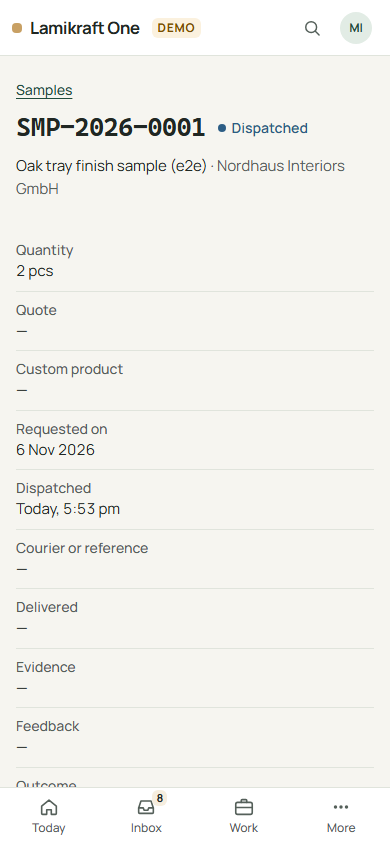 Lamikraft One DEMO MI
Samples
SMP-2026-0001 Dispatched
Oak tray finish sample (e2e) · Nordhaus Interiors
GmbH
Quantity
2 pcs
Quote
—
Custom product
—
Requested on
6 Nov 2026
Dispatched
Today, 5:53 pm
Courier or reference
—
Delivered
—
Evidence
—
Feedback
—
Outcome
8
Today Inbox Work More